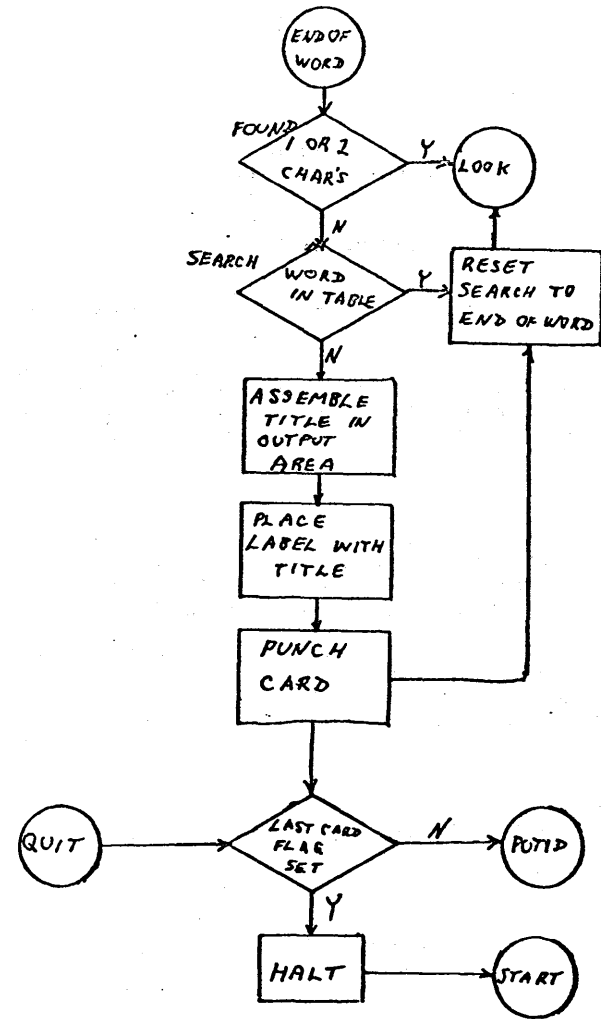 END OF
WORD
FOUND
1 OR 2
CHAR'S
Y
LOOK
N
SEARCH
WORD
IN TABLE
Y
RESET
SEARCH TO
END OF WORD
N
ASSEMBLE
TITLE IN
OUTPUT
AREA
PLACE
LABEL WITH
TITLE
PUNCH
CARD
QUIT
LAST CARD
FLAG
SET
N
PUTID
Y
HALT
START